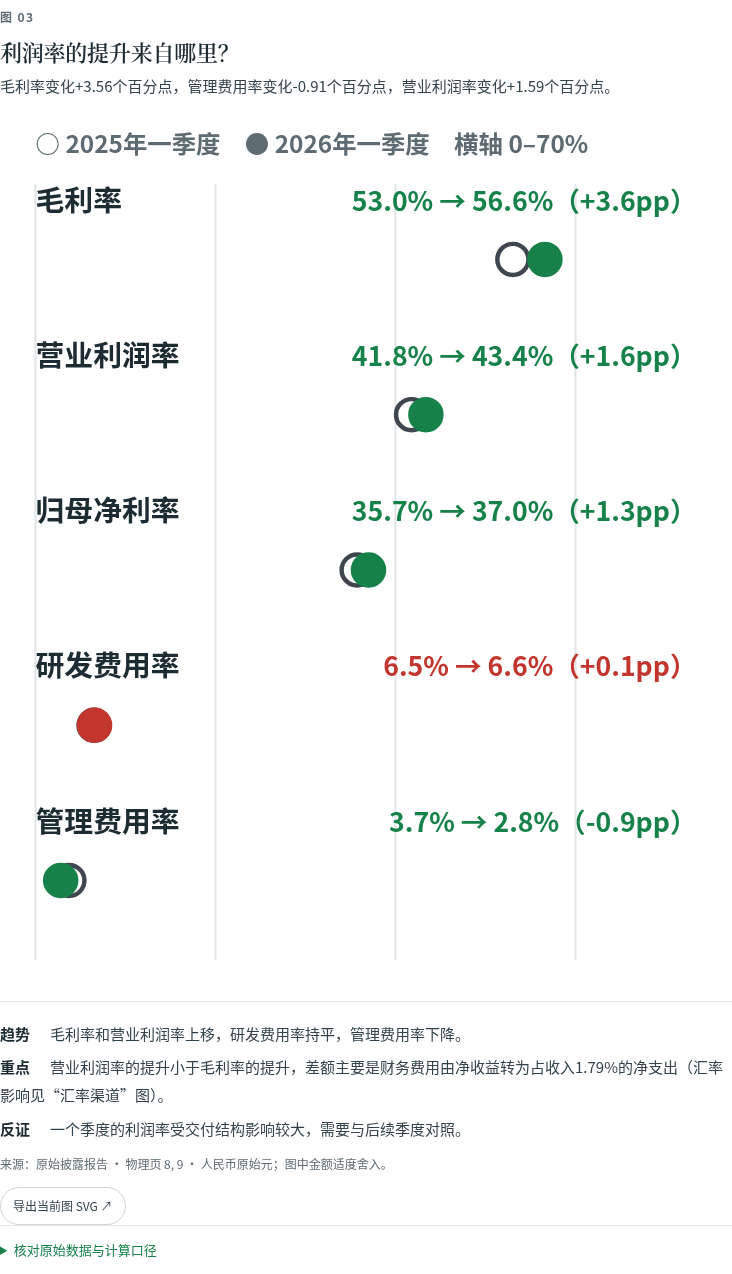 图 03
利润率的提升来自哪里？
毛利率变化+3.56个百分点，管理费用率变化-0.91个百分点，营业利润率变化+1.59个百分点。
2025年一季度 2026年一季度 横轴 0–70%
毛利率 53.0% → 56.6%（+3.6pp）
营业利润率 41.8% → 43.4%（+1.6pp）
归母净利率 35.7% → 37.0%（+1.3pp）
研发费用率 6.5% → 6.6%（+0.1pp）
管理费用率 3.7% → 2.8%（-0.9pp）
趋势 毛利率和营业利润率上移，研发费用率持平，管理费用率下降。
重点 营业利润率的提升小于毛利率的提升，差额主要是财务费用由净收益转为占收入1.79%的净支出（汇率
影响见“汇率渠道”图）。
反证 一个季度的利润率受交付结构影响较大，需要与后续季度对照。
来源：原始披露报告 · 物理页 8, 9 · 人民币原始元；图中金额适度舍入。
导出当前图 SVG ↗
▶ 核对原始数据与计算口径